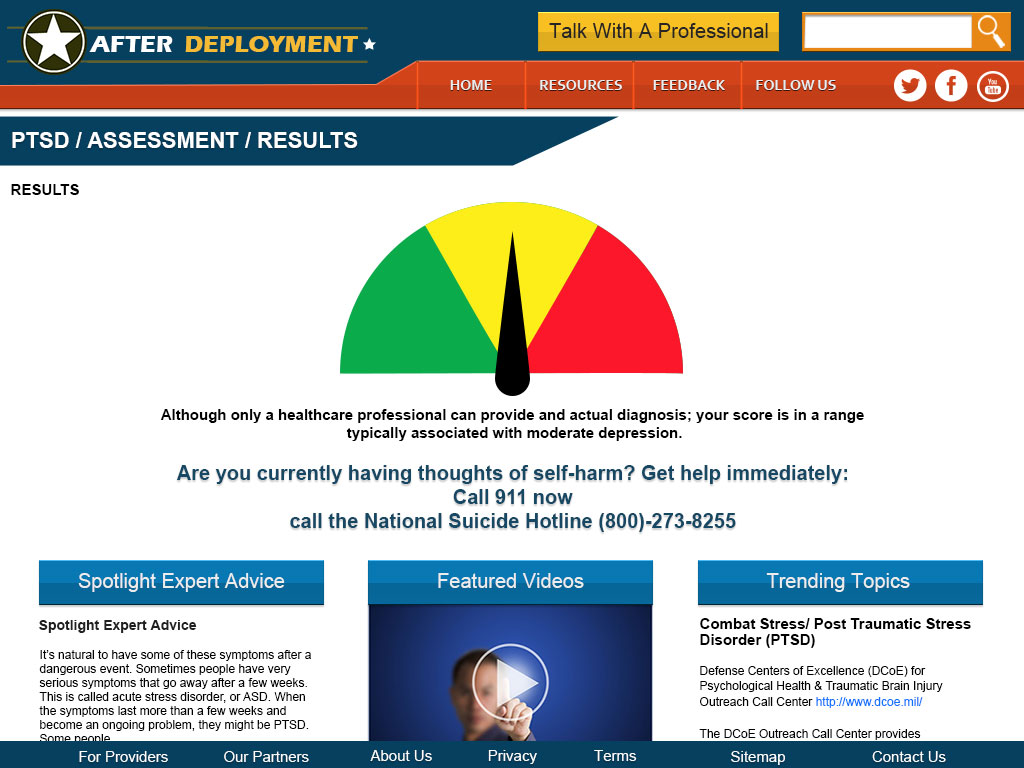 AFTER DEPLOYMENT
Talk With A Professional
HOME
RESOURCES
FEEDBACK
FOLLOW US
You
Tube
PTSD / ASSESSMENT / RESULTS
RESULTS
Although only a healthcare professional can provide and actual diagnosis; your score is in a range
typically associated with moderate depression.
Are you currently having thoughts of self-harm? Get help immediately:
Call 911 now
call the National Suicide Hotline (800)-273-8255
Spotlight Expert Advice
Spotlight Expert Advice
It's natural to have some of these symptoms after a
dangerous event. Sometimes people have very
serious symptoms that go away after a few weeks.
This is called acute stress disorder, or ASD. When
the symptoms last more than a few weeks and
become an ongoing problem, they might be PTSD.
Some people
Featured Videos
Trending Topics
Combat Stress/ Post Traumatic Stress
Disorder (PTSD)
Defense Centers of Excellence (DCoE) for
Psychological Health & Traumatic Brain Injury
Outreach Call Center http://www.dcoe.mil/
The DCoE Outreach Call Center provides
For Providers
Our Partners
About Us
Privacy
Terms
Sitemap
Contact Us